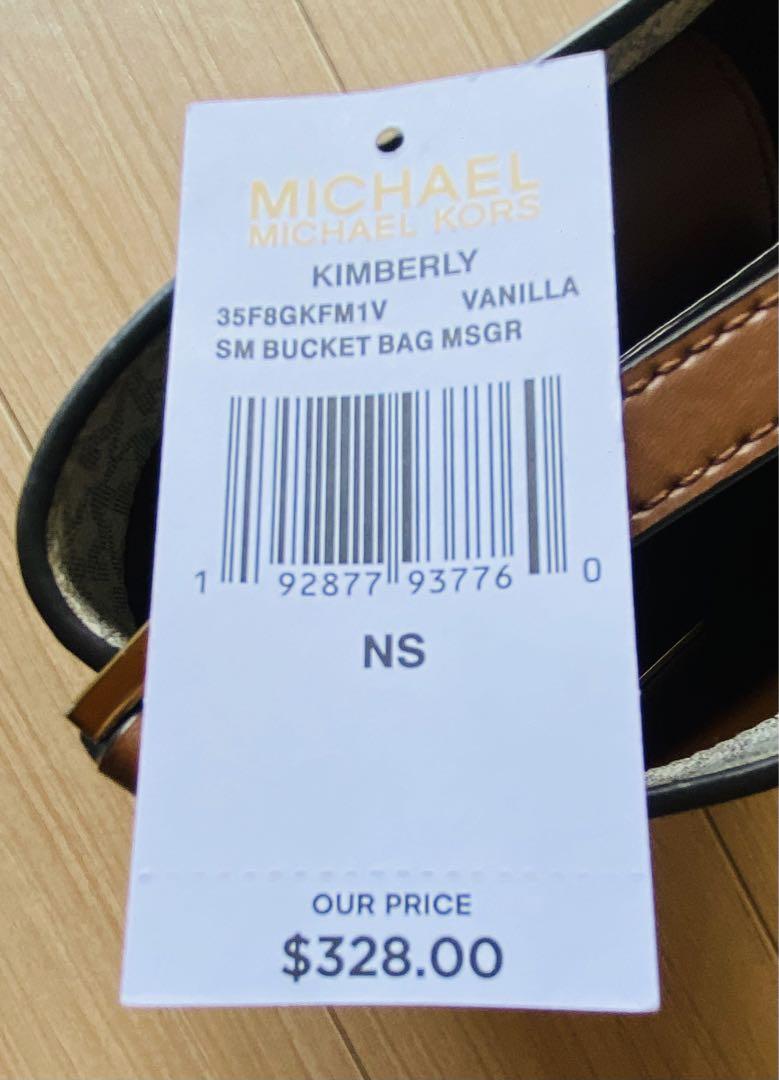 MICHAEL
MICHAEL KORS
KIMBERLY
35F8GKFM1V VANILLA
SM BUCKET BAG MSGR
1 92877 93776 0
NS
OUR PRICE
$328.00